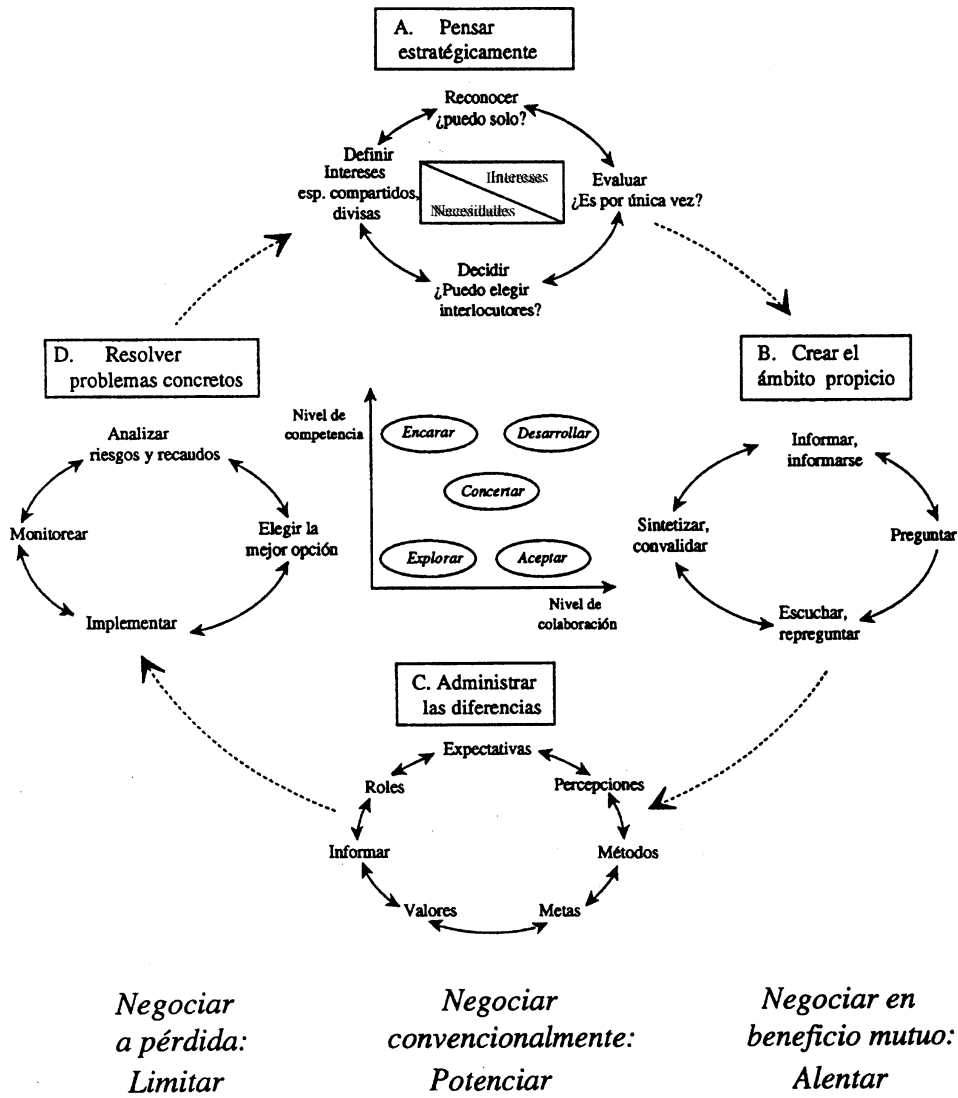 A. Pensar
estratégicamente
Reconocer
¿puedo solo?
Definir
Intereses
esp. compartidos,
divisas
Intereses
Necesidades
Evaluar
¿Es por única vez?
Decidir
¿Puedo elegir
interlocutores?
D. Resolver
problemas concretos
Analizar
riesgos y recaudos
Monitorear
Elegir la
mejor opción
Implementar
Nivel de
competencia
Encarar
Desarrollar
Concertar
Explorar
Aceptar
Nivel de
colaboración
B. Crear el
ámbito propicio
Informar,
informarse
Sintetizar,
convalidar
Preguntar
Escuchar,
repreguntar
C. Administrar
las diferencias
Expectativas
Roles
Percepciones
Informar
Métodos
Valores
Metas
Negociar
a pérdida:
Limitar
Negociar
convencionalmente:
Potenciar
Negociar en
beneficio mutuo:
Alentar